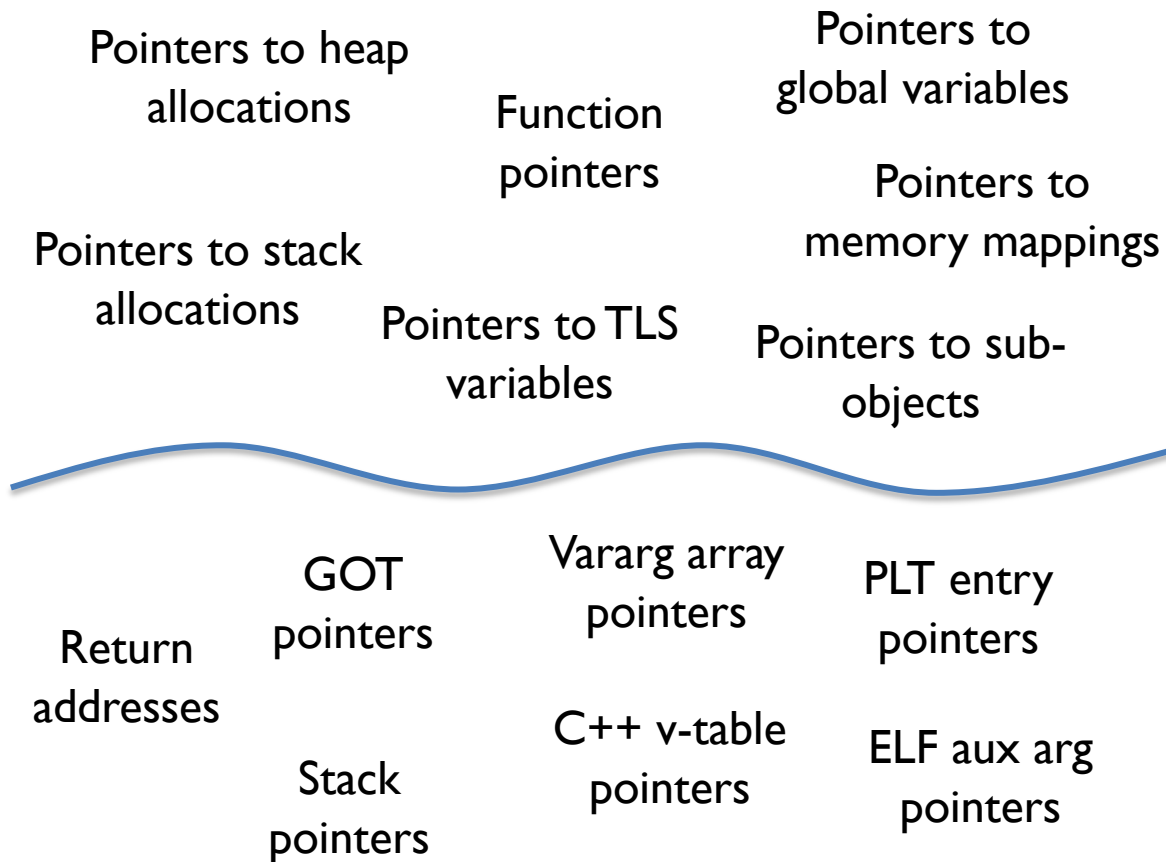 Pointers to heap
allocations
Function
pointers
Pointers to
global variables
Pointers to
memory mappings
Pointers to stack
allocations
Pointers to TLS
variables
Pointers to sub-
objects
Return
addresses
GOT
pointers
Vararg array
pointers
PLT entry
pointers
Stack
pointers
C++ v-table
pointers
ELF aux arg
pointers